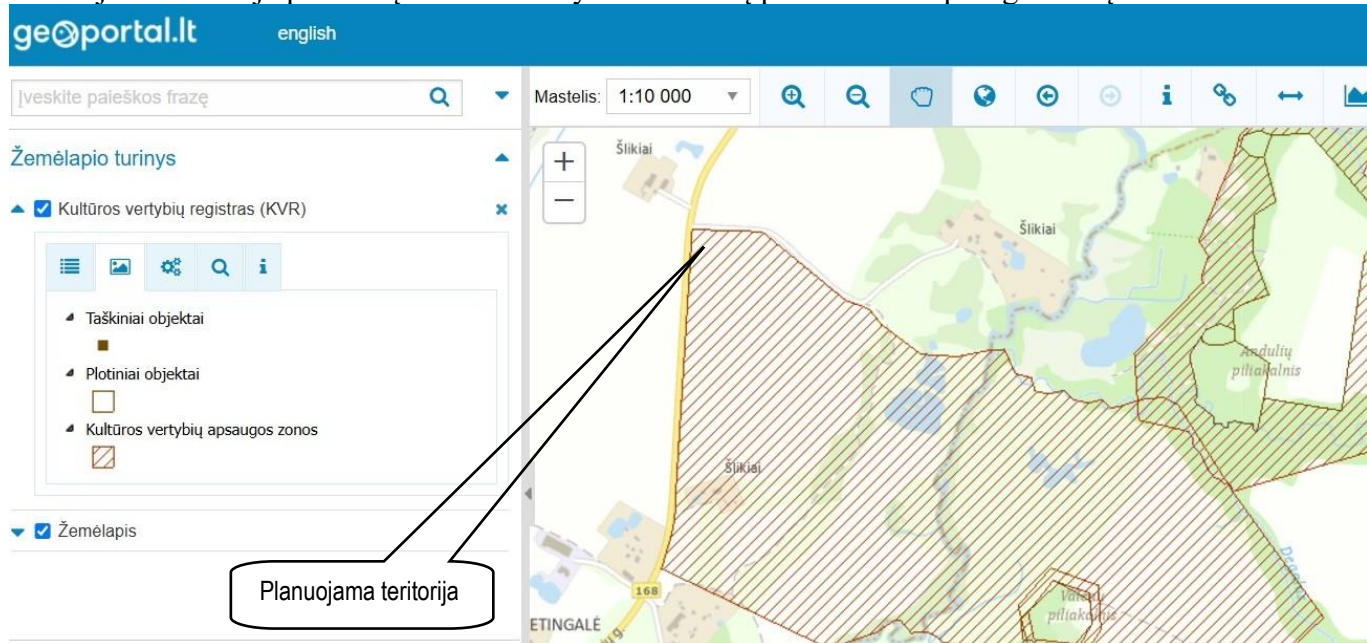 geoportal.lt
english
Įveskite paieškos frazę
Mastelis:
1:10 000
Žemėlapio turinys
Kultūros vertybių registras (KVR)
Taškiniai objektai
Plotiniai objektai
Kultūros vertybių apsaugos zonos
Žemėlapis
Planuojama teritorija
Šlikiai
Šlikiai
Andulių
piliakalnis
Šlikiai
168
ETINGALĖ
piliakalnis